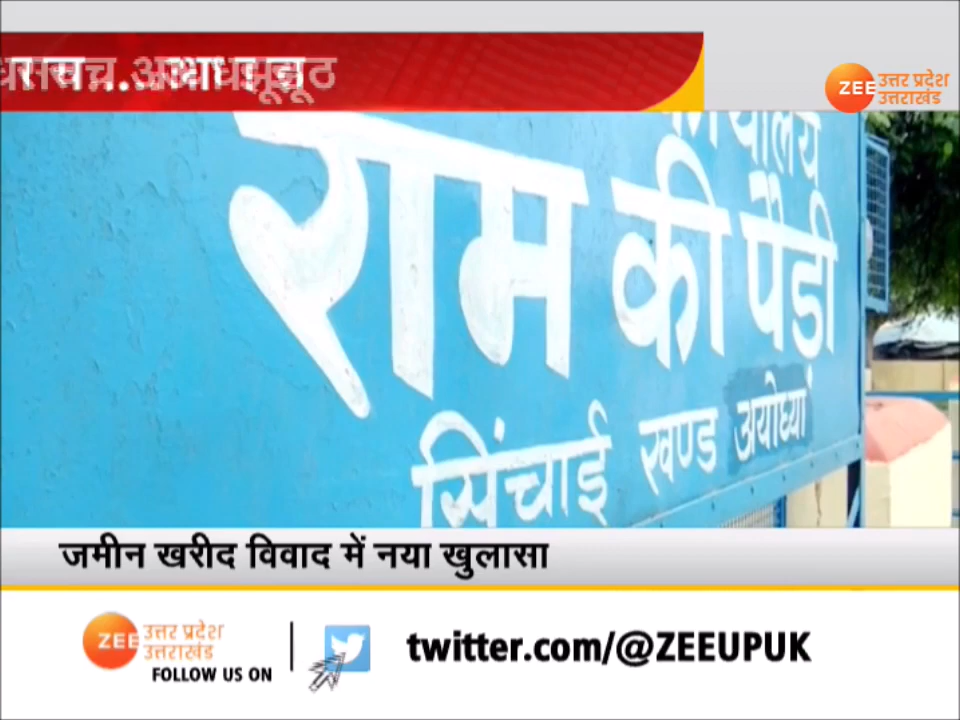 ZEE उत्तर प्रदेश
उत्तराखंड
राम की पैड़ी
सिंचाई खण्ड अयोध्या
जमीन खरीद विवाद में नया खुलासा
ZEE उत्तर प्रदेश
उत्तराखंड
FOLLOW US ON
twitter.com/@ZEEUPUK